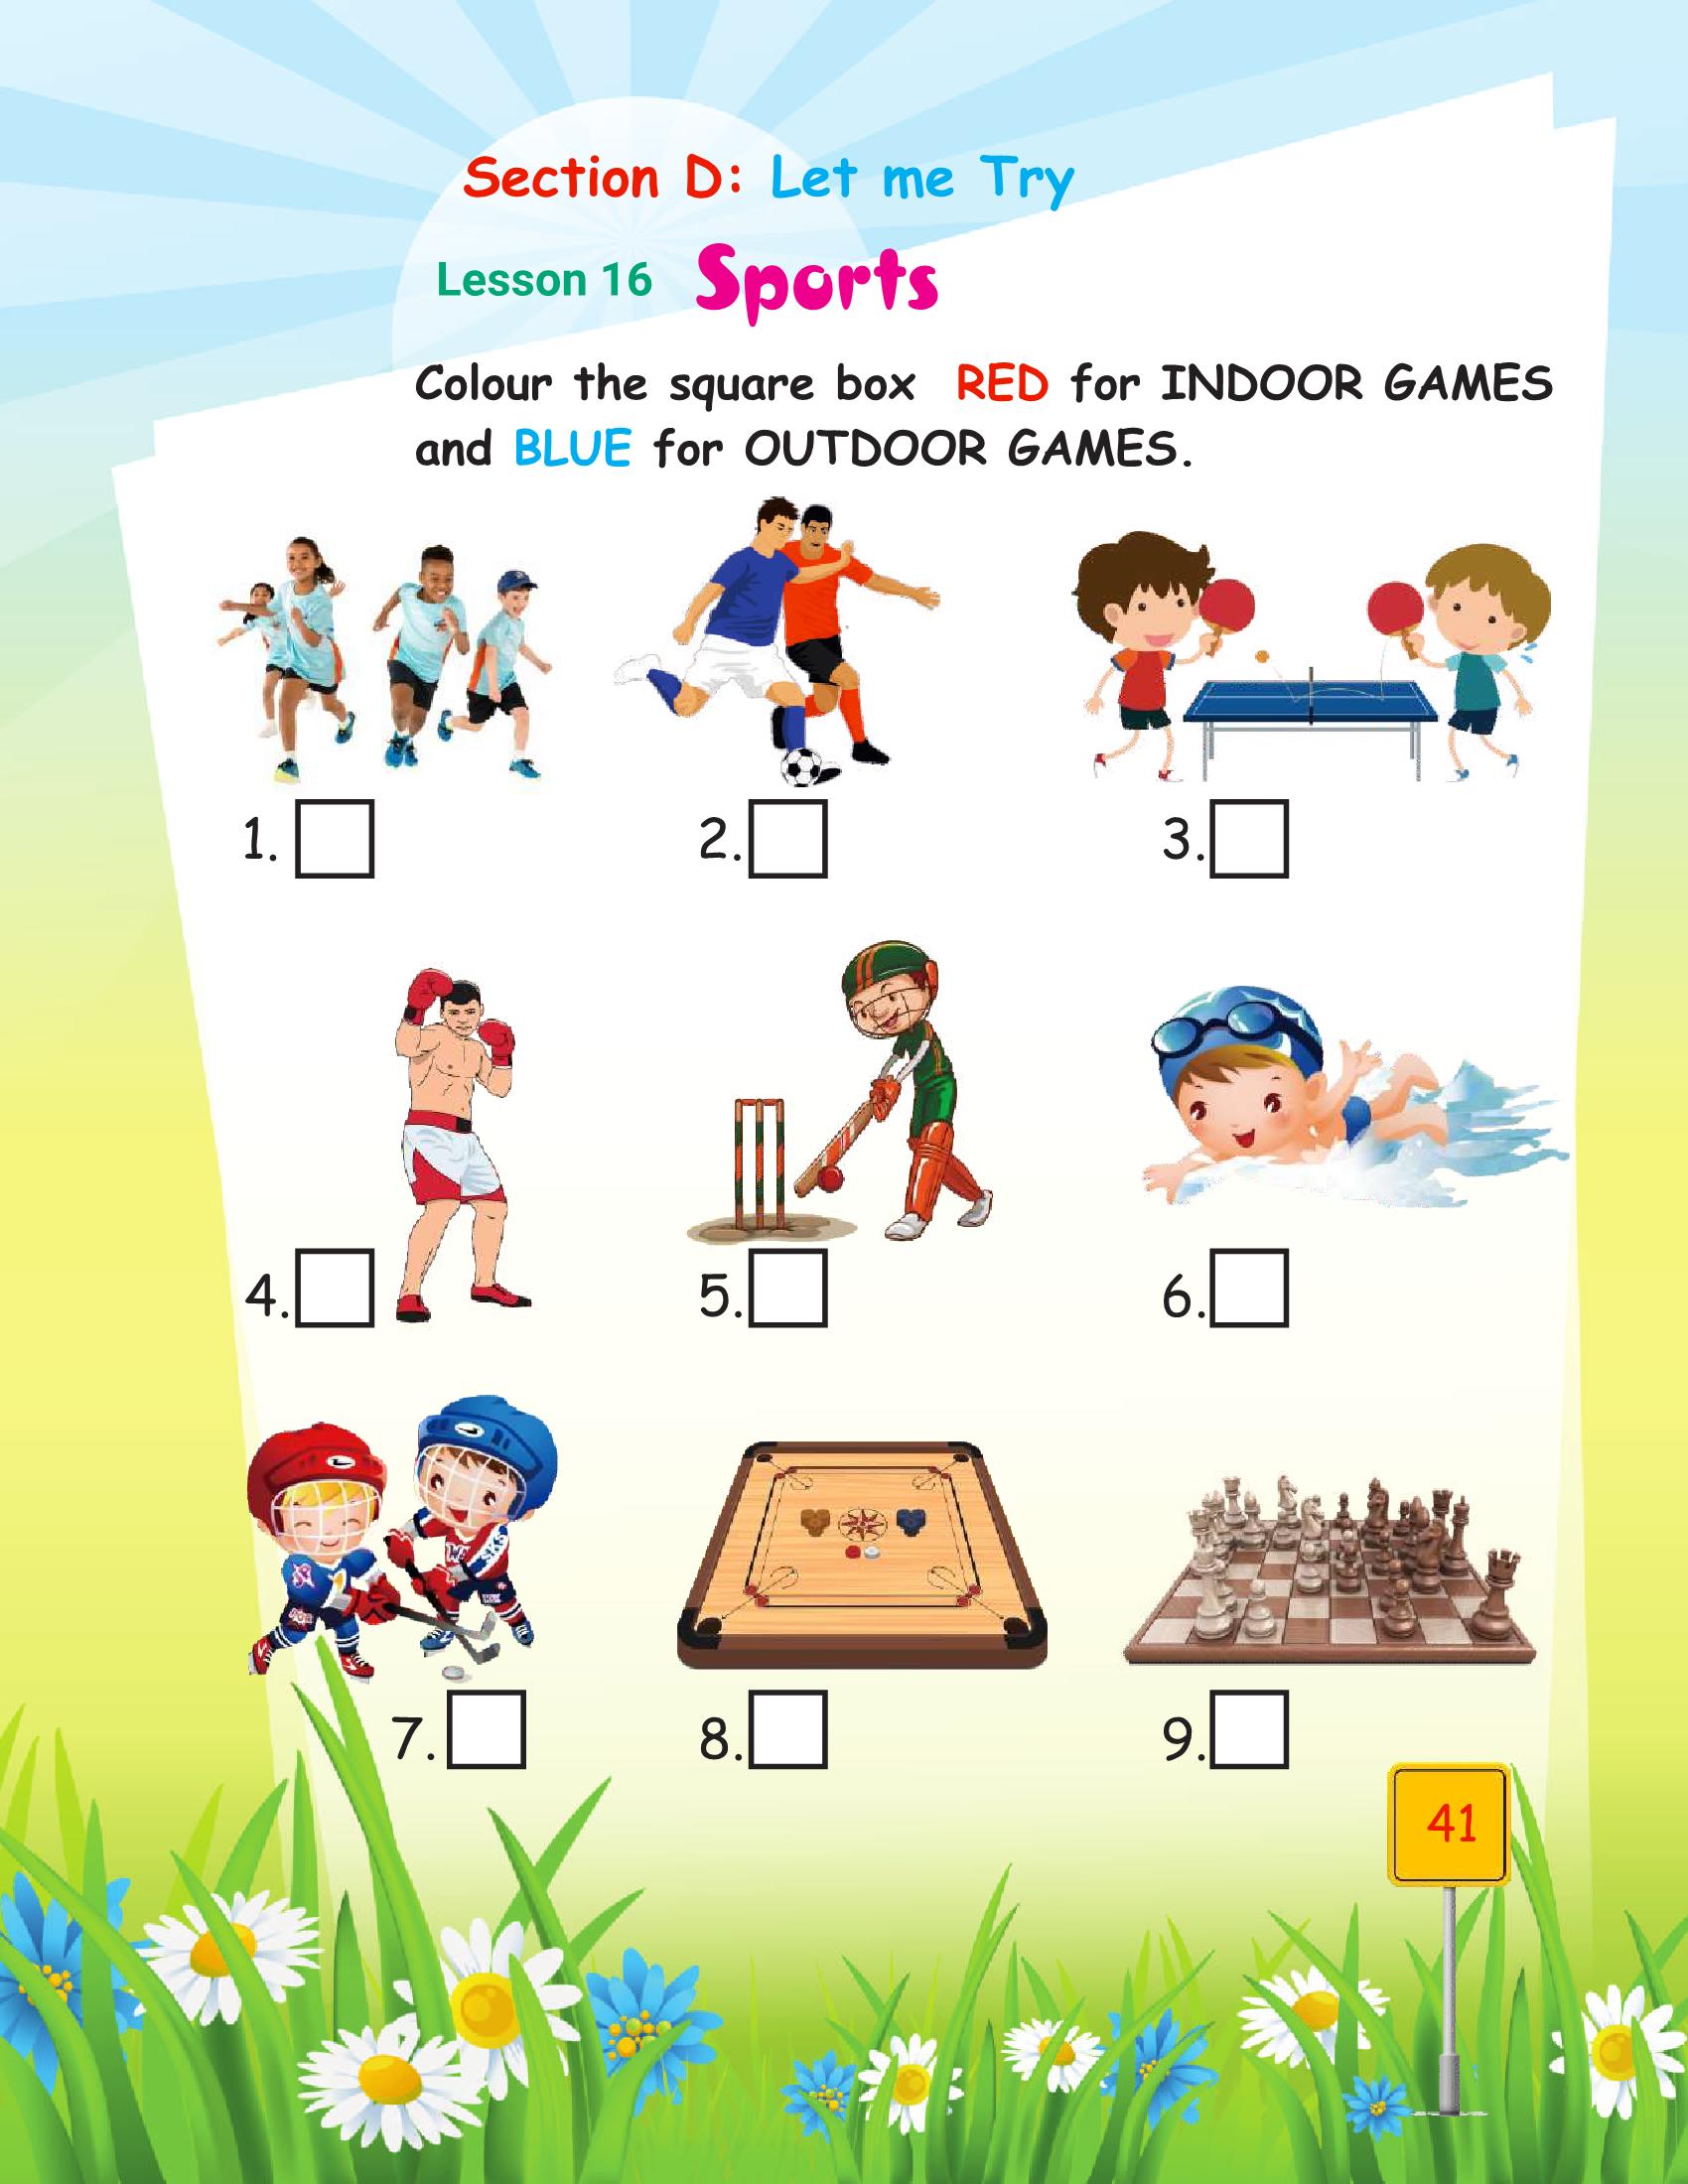 Section D: Let me Try
Lesson 16 Sports
Colour the square box RED for INDOOR GAMES
and BLUE for OUTDOOR GAMES.
1. 2. 3.
4. 5. 6.
7. 8. 9.
41